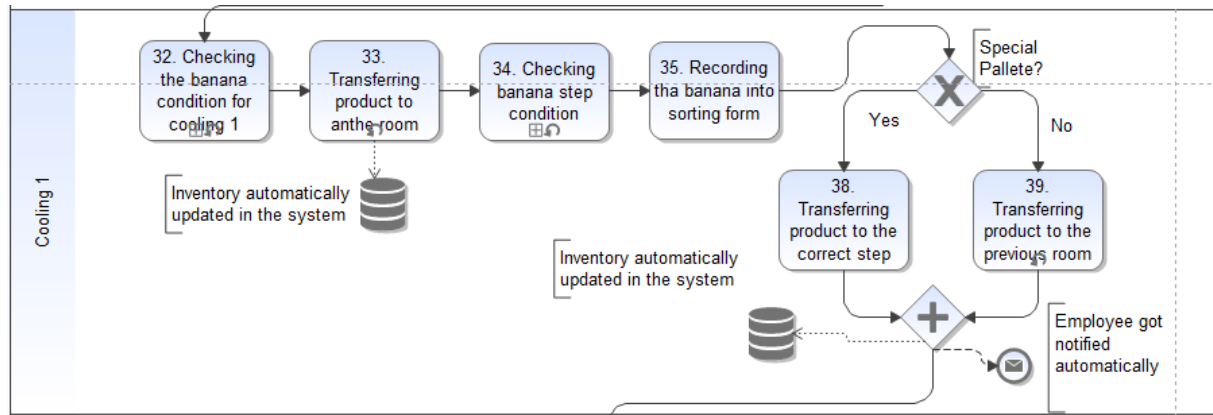 Cooling 1
32. Checking
the banana
condition for
cooling 1
33.
Transferring
product to
anthe room
34. Checking
banana step
condition
35. Recording
tha banana into
sorting form
Special
Pallete?
Yes
No
Inventory automatically
updated in the system
38.
Transferring
product to the
correct step
39.
Transferring
product to the
previous room
Inventory automatically
updated in the system
Employee got
notified
automatically